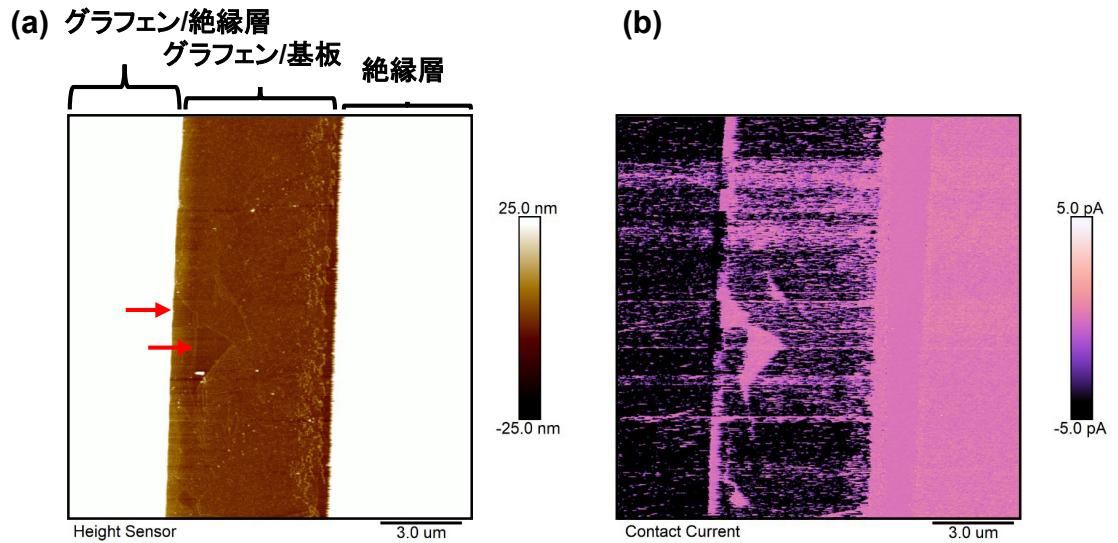 (a)
グラフェン/絶縁層
グラフェン/基板
絶縁層
25.0 nm
-25.0 nm
Height Sensor
3.0 um
(b)
5.0 pA
-5.0 pA
Contact Current
3.0 um